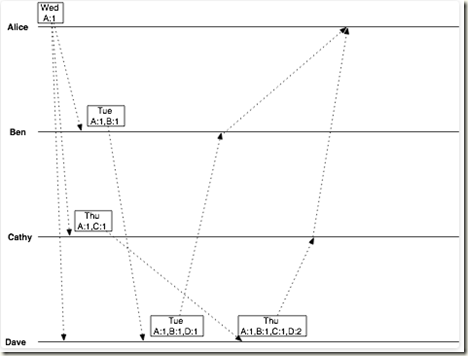 Wed
A:1
Alice
Tue
A:1,B:1
Ben
Thu
A:1,C:1
Cathy
Tue
A:1,B:1,D:1
Thu
A:1,B:1,C:1,D:2
Dave